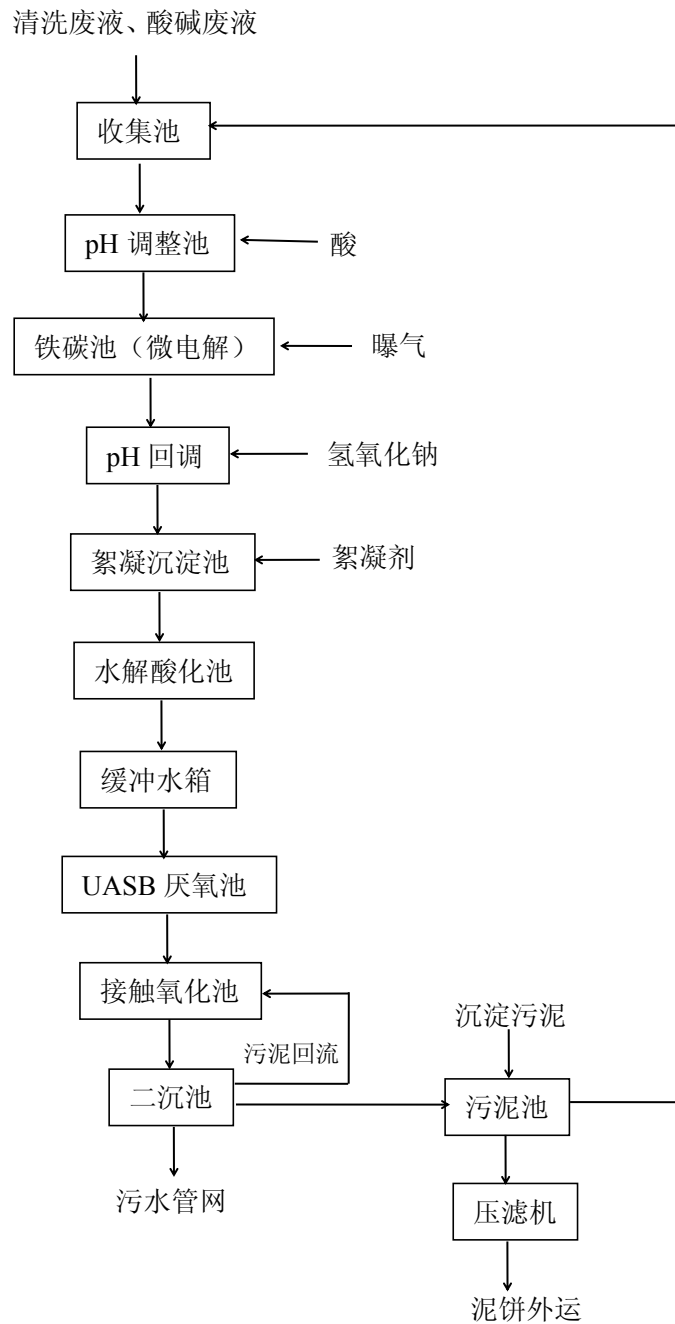 清洗废液、酸碱废液
收集池
pH 调整池
酸
铁碳池（微电解）
曝气
pH 回调
氢氧化钠
絮凝沉淀池
絮凝剂
水解酸化池
缓冲水箱
UASB 厌氧池
接触氧化池
沉淀污泥
污泥回流
二沉池
污泥池
污水管网
压滤机
泥饼外运